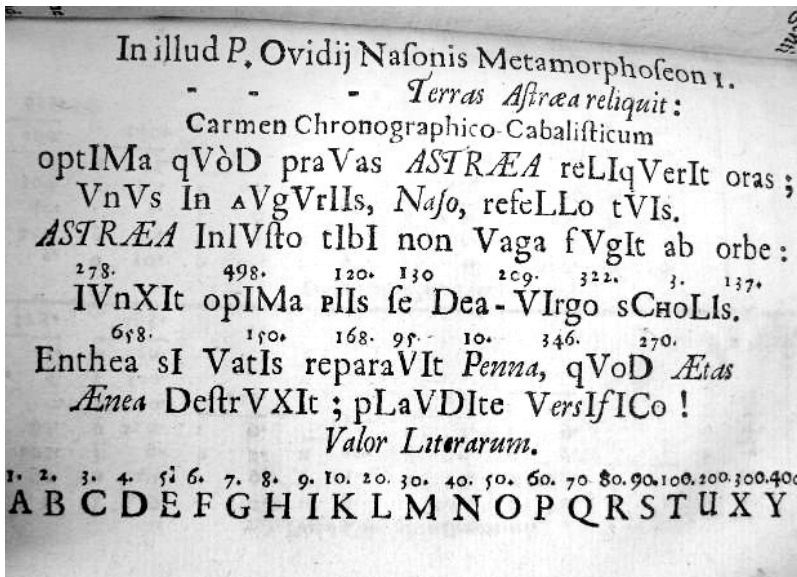 In illud P. Ovidij Naſonis Metamorphoſeon 1.
- - - Terras Aſtræa reliquit:
Carmen Chronographico-Cabaliſticum
optIMa qVòD praVas ASTRÆA reLIqVerIt oras;
VnVs In AVgVrIIs, Naſo, refeLLo tVIs.
ASTRÆA InIVſto tIbI non Vaga fVgIt ab orbe:
278. 498. 120. 130 209. 322. 3. 137.
IVnXIt opIMa PIIs ſe Dea-VIrgo sCHoLIs.
658. 150. 168. 95. 10. 346. 270.
Enthea sI VatIs reparaVIt Penna, qVoD Ætas
Ænea DeſtrVXIt; pLaVDIte VersIfICo!
Valor Literarum.
1. 2. 3. 4. 5. 6. 7. 8. 9. 10. 20. 30. 40. 50. 60. 70 80. 90. 100. 200. 300. 400
A B C D E F G H I K L M N O P Q R S T U X Y